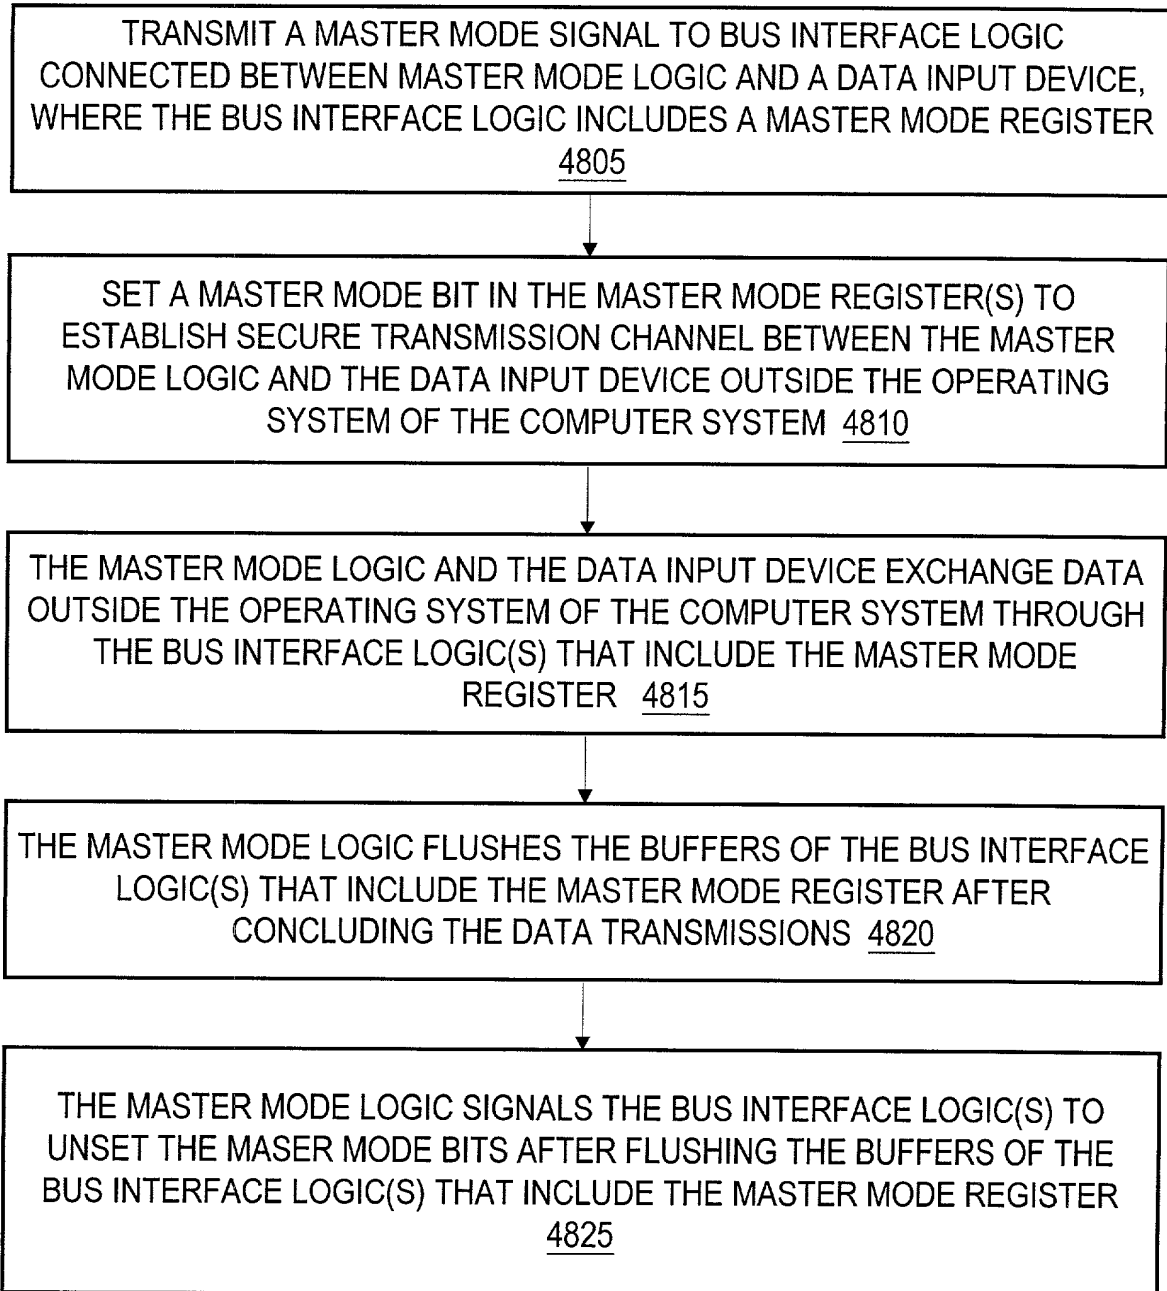 TRANSMIT A MASTER MODE SIGNAL TO BUS INTERFACE LOGIC
CONNECTED BETWEEN MASTER MODE LOGIC AND A DATA INPUT DEVICE,
WHERE THE BUS INTERFACE LOGIC INCLUDES A MASTER MODE REGISTER
4805
SET A MASTER MODE BIT IN THE MASTER MODE REGISTER(S) TO
ESTABLISH SECURE TRANSMISSION CHANNEL BETWEEN THE MASTER
MODE LOGIC AND THE DATA INPUT DEVICE OUTSIDE THE OPERATING
SYSTEM OF THE COMPUTER SYSTEM 4810
THE MASTER MODE LOGIC AND THE DATA INPUT DEVICE EXCHANGE DATA
OUTSIDE THE OPERATING SYSTEM OF THE COMPUTER SYSTEM THROUGH
THE BUS INTERFACE LOGIC(S) THAT INCLUDE THE MASTER MODE
REGISTER 4815
THE MASTER MODE LOGIC FLUSHES THE BUFFERS OF THE BUS INTERFACE
LOGIC(S) THAT INCLUDE THE MASTER MODE REGISTER AFTER
CONCLUDING THE DATA TRANSMISSIONS 4820
THE MASTER MODE LOGIC SIGNALS THE BUS INTERFACE LOGIC(S) TO
UNSET THE MASER MODE BITS AFTER FLUSHING THE BUFFERS OF THE
BUS INTERFACE LOGIC(S) THAT INCLUDE THE MASTER MODE REGISTER
4825